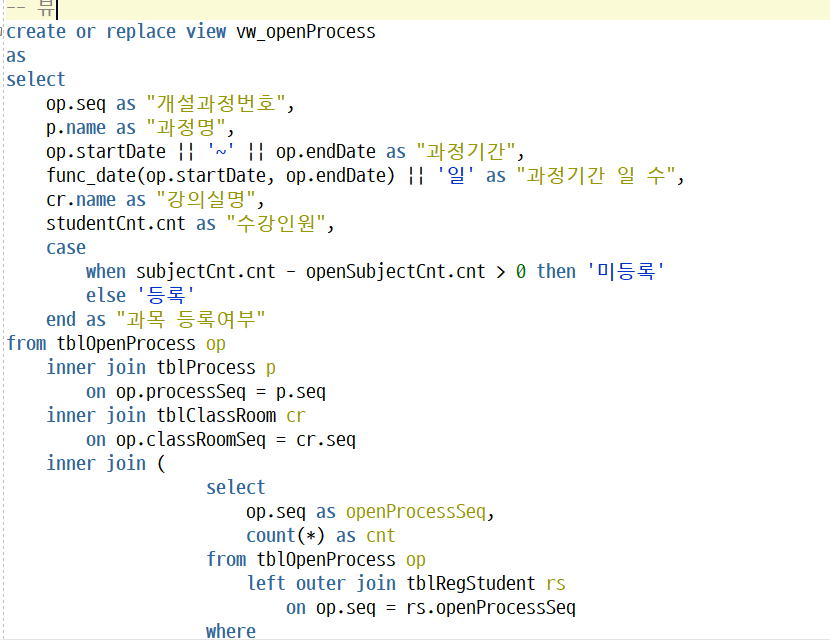 -- 뷰
create or replace view vw_openProcess
as
select
op.seq as "개설과정번호",
p.name as "과정명",
op.startDate || '~' || op.endDate as "과정기간",
func_date(op.startDate, op.endDate) || '일' as "과정기간 일 수",
cr.name as "강의실명",
studentCnt.cnt as "수강인원",
case
when subjectCnt.cnt - openSubjectCnt.cnt > 0 then '미등록'
else '등록'
end as "과목 등록여부"
from tblOpenProcess op
inner join tblProcess p
on op.processSeq = p.seq
inner join tblClassRoom cr
on op.classRoomSeq = cr.seq
inner join (
select
op.seq as openProcessSeq,
count(*) as cnt
from tblOpenProcess op
left outer join tblRegStudent rs
on op.seq = rs.openProcessSeq
where